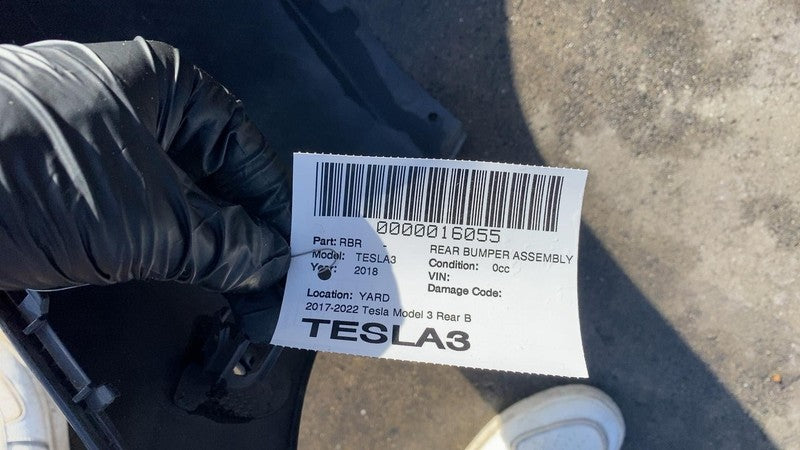 0000016055
Part: RBR - REAR BUMPER ASSEMBLY
Model: TESLA3 Condition: 0cc
Year: 2018 VIN:
Damage Code:
Location: YARD
2017-2022 Tesla Model 3 Rear B
TESLA3